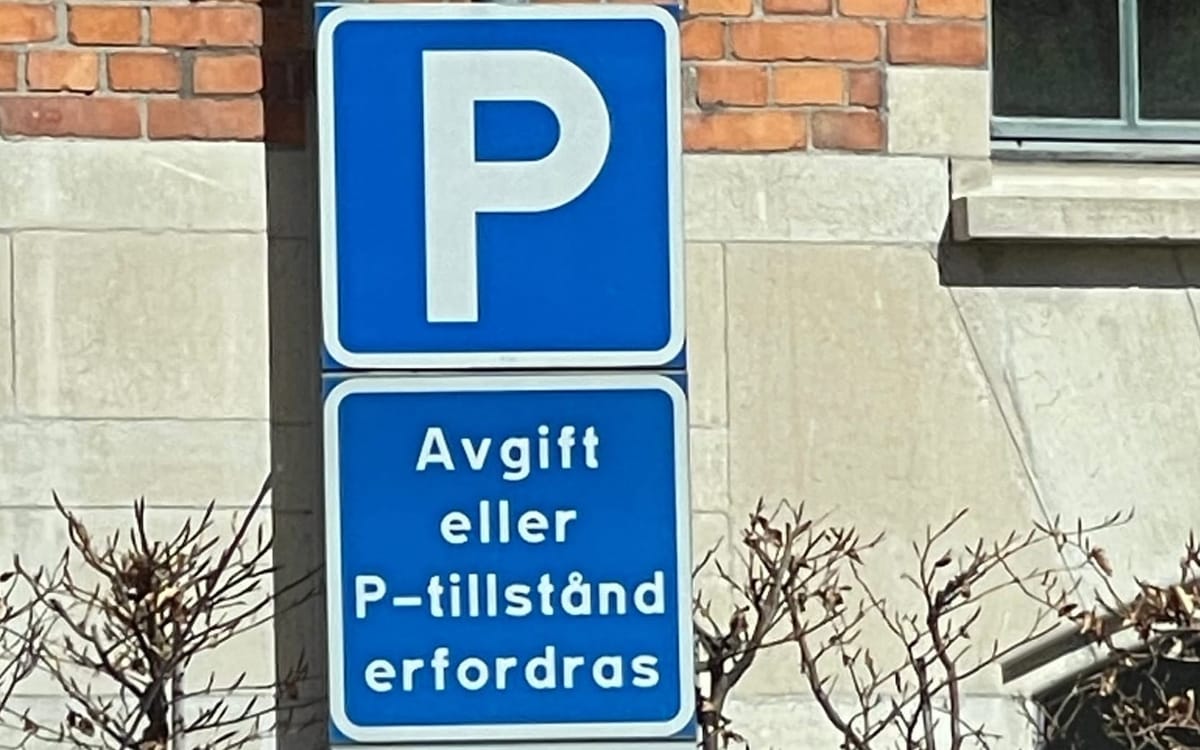 P
Avgift
eller
P-tillstånd
erfordras